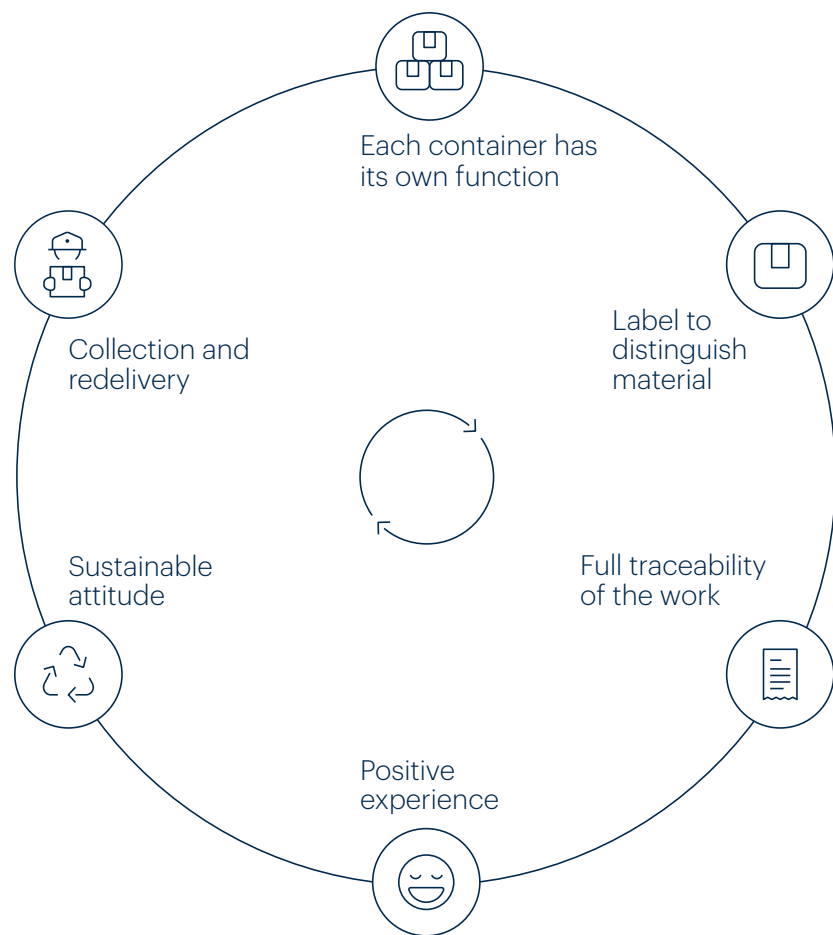 Each container has
its own function
Label to
distinguish
material
Collection and
redelivery
Sustainable
attitude
Full traceability
of the work
Positive
experience